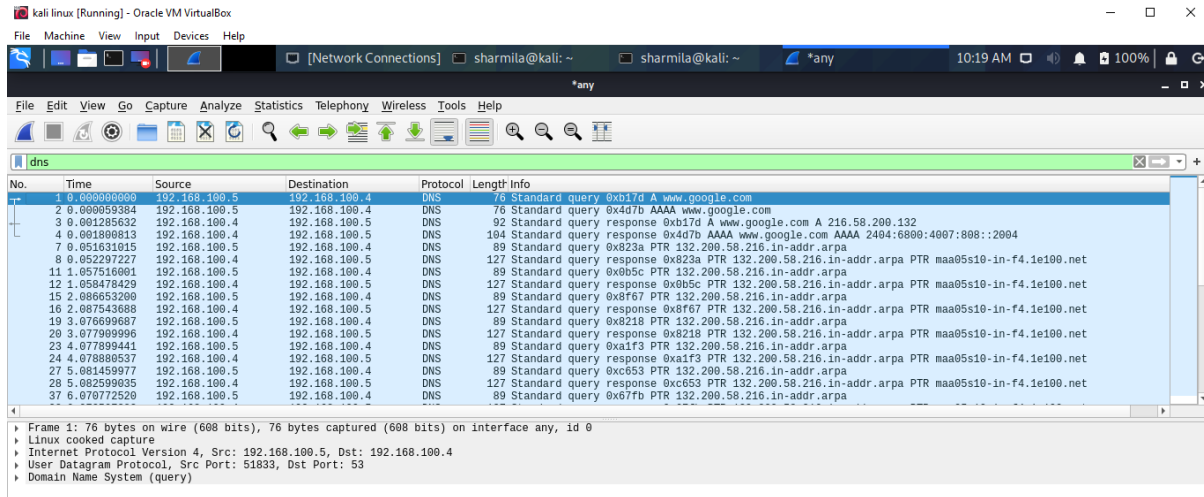 kali linux [Running] - Oracle VM VirtualBox
File Machine View Input Devices Help
[Network Connections] sharmila@kali: ~ sharmila@kali: ~ *any 10:19 AM 100%
*any
File Edit View Go Capture Analyze Statistics Telephony Wireless Tools Help
dns
No. Time Source Destination Protocol Length Info
1 0.000000000 192.168.100.5 192.168.100.4 DNS 76 Standard query 0xb17d A www.google.com
2 0.000059384 192.168.100.5 192.168.100.4 DNS 76 Standard query 0x4d7b AAAA www.google.com
3 0.001285632 192.168.100.4 192.168.100.5 DNS 92 Standard query response 0xb17d A www.google.com A 216.58.200.132
4 0.001800813 192.168.100.4 192.168.100.5 DNS 104 Standard query response 0x4d7b AAAA www.google.com AAAA 2404:6800:4007:808::2004
7 0.051631015 192.168.100.5 192.168.100.4 DNS 89 Standard query 0x823a PTR 132.200.58.216.in-addr.arpa
8 0.052297227 192.168.100.4 192.168.100.5 DNS 127 Standard query response 0x823a PTR 132.200.58.216.in-addr.arpa PTR maa05s10-in-f4.1e100.net
11 1.057516001 192.168.100.5 192.168.100.4 DNS 89 Standard query 0x0b5c PTR 132.200.58.216.in-addr.arpa
12 1.058478429 192.168.100.4 192.168.100.5 DNS 127 Standard query response 0x0b5c PTR 132.200.58.216.in-addr.arpa PTR maa05s10-in-f4.1e100.net
15 2.086653200 192.168.100.5 192.168.100.4 DNS 89 Standard query 0x8f67 PTR 132.200.58.216.in-addr.arpa
16 2.087543688 192.168.100.4 192.168.100.5 DNS 127 Standard query response 0x8f67 PTR 132.200.58.216.in-addr.arpa PTR maa05s10-in-f4.1e100.net
19 3.076699687 192.168.100.5 192.168.100.4 DNS 89 Standard query 0x8218 PTR 132.200.58.216.in-addr.arpa
20 3.077909996 192.168.100.4 192.168.100.5 DNS 127 Standard query response 0x8218 PTR 132.200.58.216.in-addr.arpa PTR maa05s10-in-f4.1e100.net
23 4.077899441 192.168.100.5 192.168.100.4 DNS 89 Standard query 0xa1f3 PTR 132.200.58.216.in-addr.arpa
24 4.078880537 192.168.100.4 192.168.100.5 DNS 127 Standard query response 0xa1f3 PTR 132.200.58.216.in-addr.arpa PTR maa05s10-in-f4.1e100.net
27 5.081459977 192.168.100.5 192.168.100.4 DNS 89 Standard query 0xc653 PTR 132.200.58.216.in-addr.arpa
28 5.082599035 192.168.100.4 192.168.100.5 DNS 127 Standard query response 0xc653 PTR 132.200.58.216.in-addr.arpa PTR maa05s10-in-f4.1e100.net
37 6.070772520 192.168.100.5 192.168.100.4 DNS 89 Standard query 0x67fb PTR 132.200.58.216.in-addr.arpa
Frame 1: 76 bytes on wire (608 bits), 76 bytes captured (608 bits) on interface any, id 0
Linux cooked capture
Internet Protocol Version 4, Src: 192.168.100.5, Dst: 192.168.100.4
User Datagram Protocol, Src Port: 51833, Dst Port: 53
Domain Name System (query)